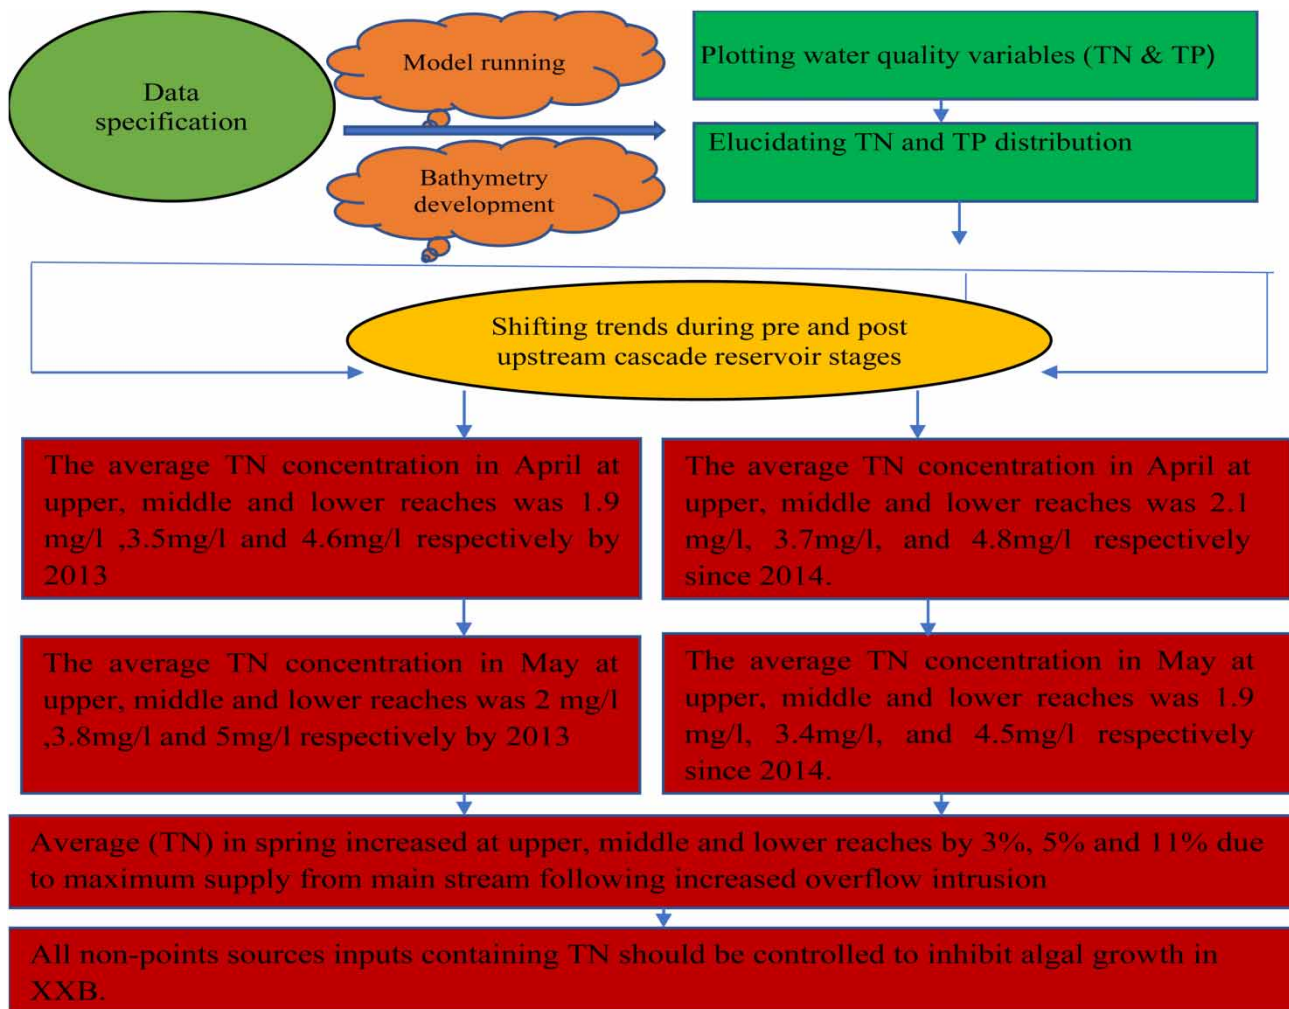 Data
specification
Model running
Bathymetry
development
Plotting water quality variables (TN & TP)
Elucidating TN and TP distribution
Shifting trends during pre and post
upstream cascade reservoir stages
The average TN concentration in April at
upper, middle and lower reaches was 1.9
mg/l ,3.5mg/l and 4.6mg/l respectively by
2013
The average TN concentration in April at
upper, middle and lower reaches was 2.1
mg/l, 3.7mg/l, and 4.8mg/l respectively
since 2014.
The average TN concentration in May at
upper, middle and lower reaches was 2 mg/l
,3.8mg/l and 5mg/l respectively by 2013
The average TN concentration in May at
upper, middle and lower reaches was 1.9
mg/l, 3.4mg/l, and 4.5mg/l respectively
since 2014.
Average (TN) in spring increased at upper, middle and lower reaches by 3%, 5% and 11% due
to maximum supply from main stream following increased overflow intrusion
All non-points sources inputs containing TN should be controlled to inhibit algal growth in
XXB.